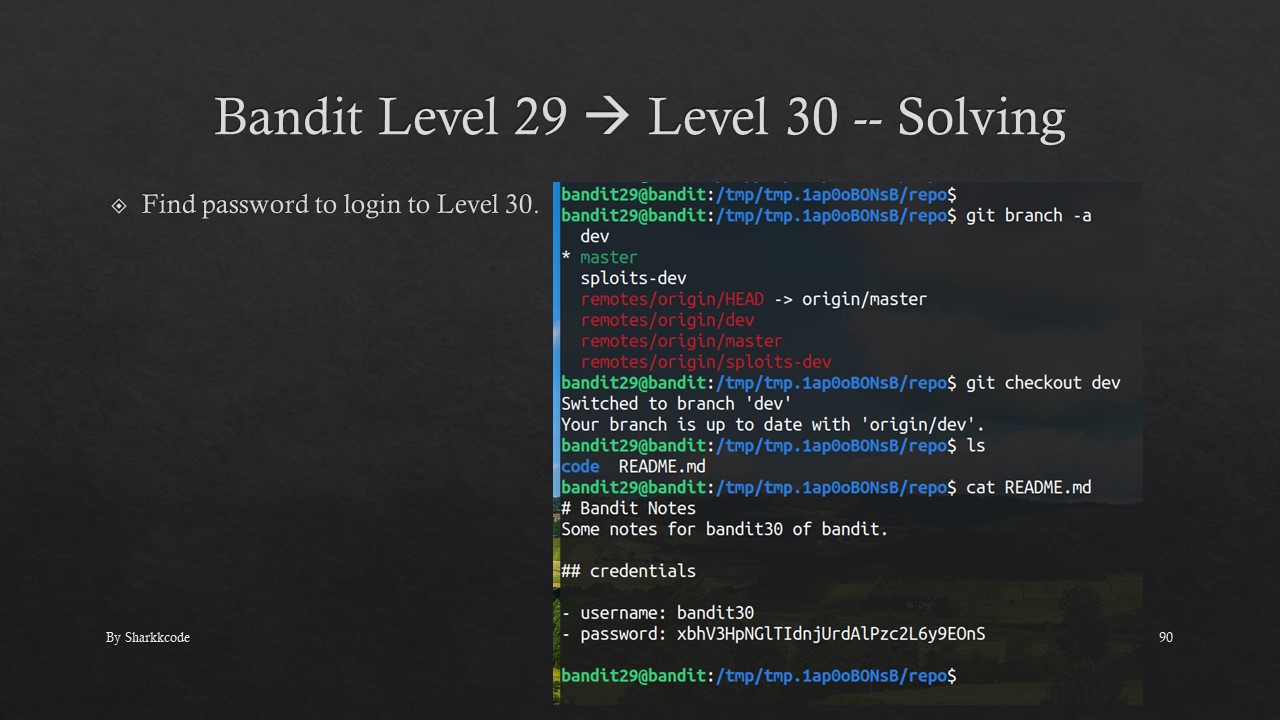 Bandit Level 29 → Level 30 -- Solving
Find password to login to Level 30.
bandit29@bandit:/tmp/tmp.1ap0oBONsB/repo$
bandit29@bandit:/tmp/tmp.1ap0oBONsB/repo$ git branch -a
dev
* master
sploits-dev
remotes/origin/HEAD -> origin/master
remotes/origin/dev
remotes/origin/master
remotes/origin/sploits-dev
bandit29@bandit:/tmp/tmp.1ap0oBONsB/repo$ git checkout dev
Switched to branch 'dev'
Your branch is up to date with 'origin/dev'.
bandit29@bandit:/tmp/tmp.1ap0oBONsB/repo$ ls
code  README.md
bandit29@bandit:/tmp/tmp.1ap0oBONsB/repo$ cat README.md
# Bandit Notes
Some notes for bandit30 of bandit.
## credentials
- username: bandit30
- password: xbhV3HpNGlTIdnjUrdAlPzc2L6y9EOnS
bandit29@bandit:/tmp/tmp.1ap0oBONsB/repo$
By Sharkkcode
90